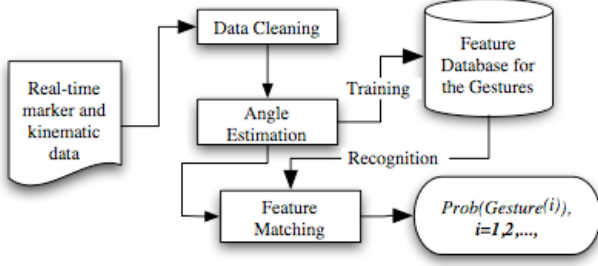 Data Cleaning
Real-time
marker and
kinematic
data
Feature
Database for
the Gestures
Training
Angle
Estimation
Recognition
Feature
Matching
Prob(Gesture(i)),
i=1,2,...,